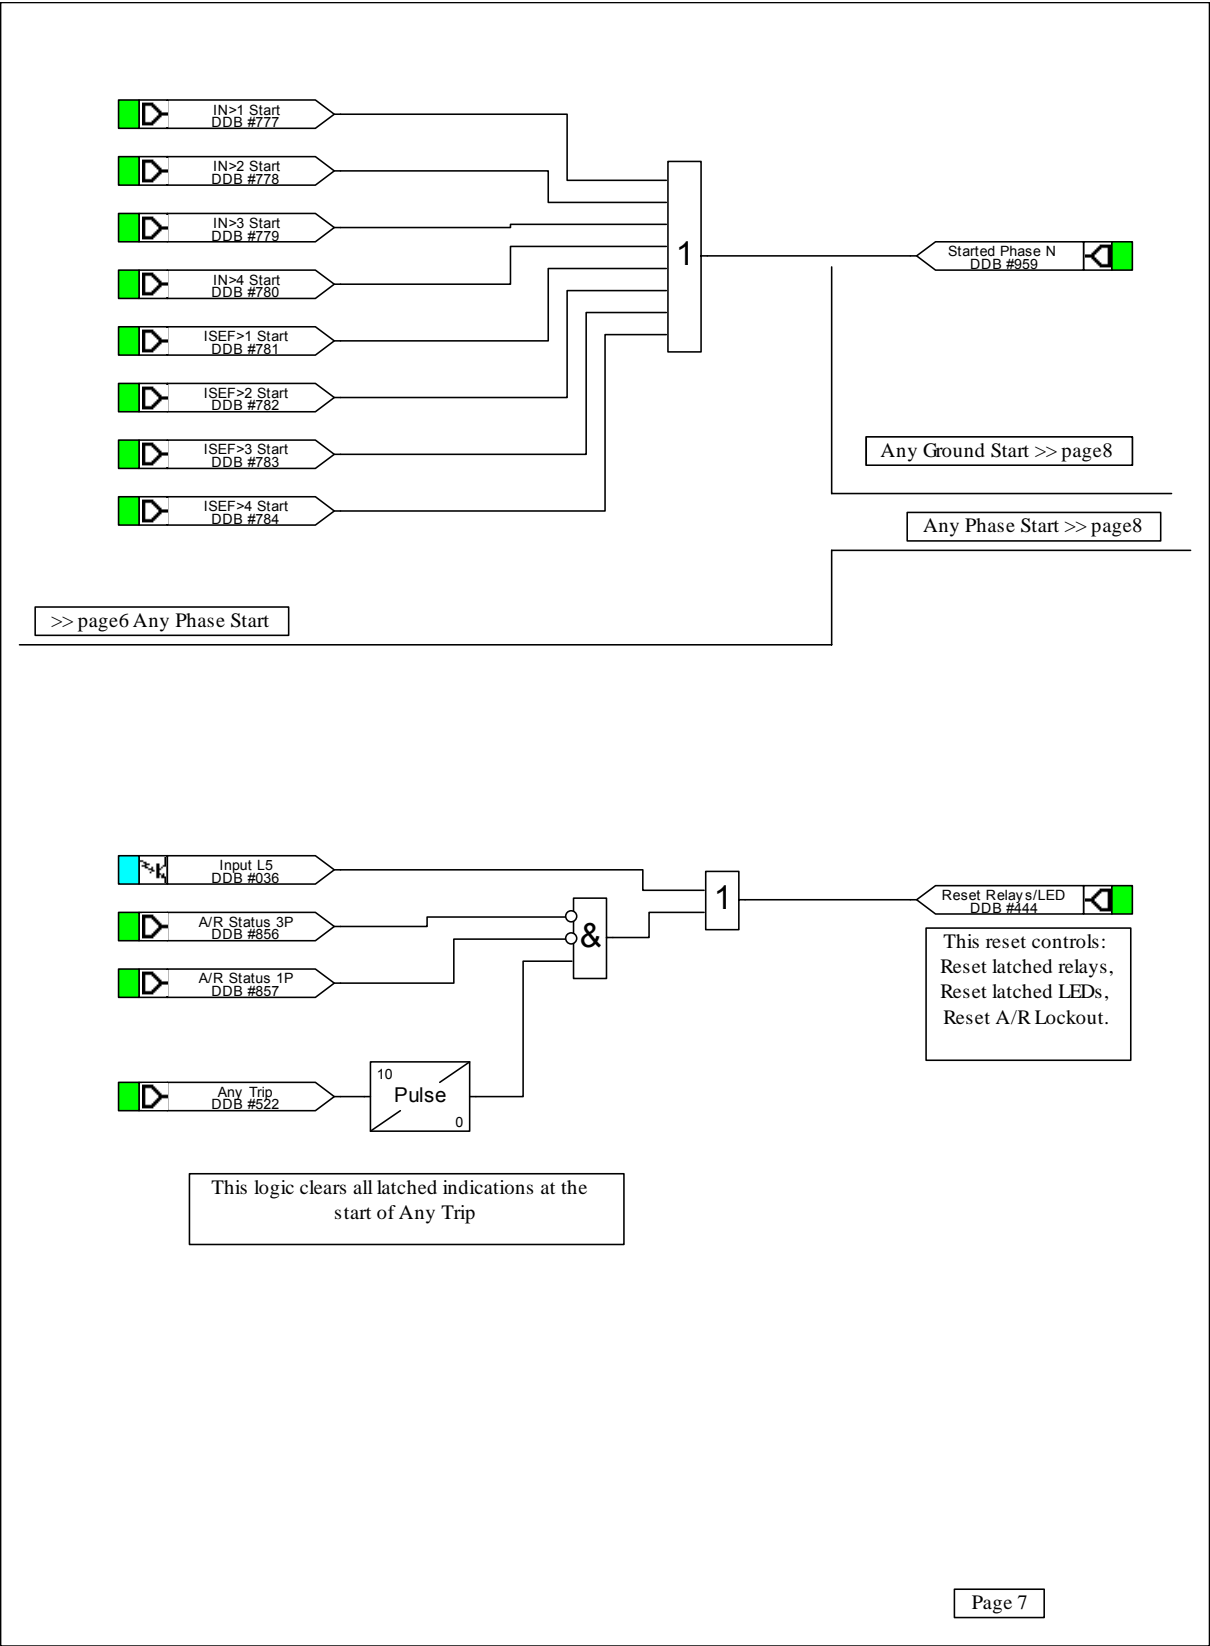 IN>1 Start
DDB #777
IN>2 Start
DDB #778
IN>3 Start
DDB #779
IN>4 Start
DDB #780
ISEF>1 Start
DDB #781
ISEF>2 Start
DDB #782
ISEF>3 Start
DDB #783
ISEF>4 Start
DDB #784
1
Started Phase N
DDB #959
Any Ground Start >> page8
Any Phase Start >> page8
>> page6 Any Phase Start
Input L5
DDB #036
A/R Status 3P
DDB #856
A/R Status 1P
DDB #857
Any Trip
DDB #522
10
Pulse
0
&
1
Reset Relays/LED
DDB #444
This reset controls:
Reset latched relays,
Reset latched LEDs,
Reset A/R Lockout.
This logic clears all latched indications at the
start of Any Trip
Page 7